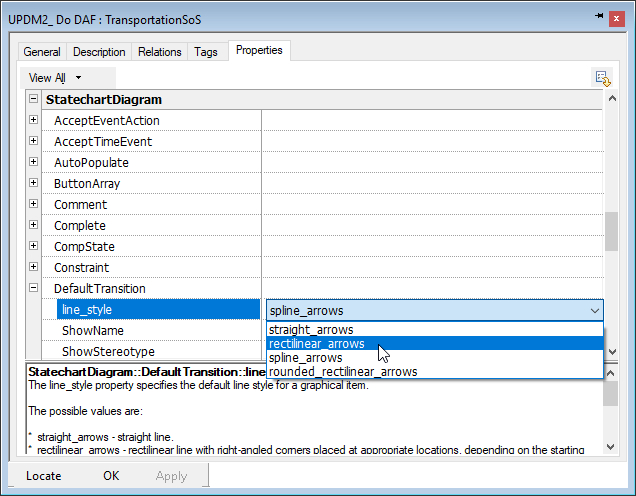 UPDM2_ Do DAF : TransportationSoS
General Description Relations Tags Properties
View All
StatechartDiagram
AcceptEventAction
AcceptTimeEvent
AutoPopulate
ButtonArray
Comment
Complete
CompState
Constraint
DefaultTransition
line_style spline_arrows
ShowName straight_arrows
rectilinear_arrows
ShowStereotype spline_arrows
rounded_rectilinear_arrows
StatechartDiagram::DefaultTransition::line
The line_style property specifies the default line style for a graphical item.
The possible values are:
* straight_arrows - straight line.
* rectilinear_arrows - rectilinear line with right-angled corners placed at appropriate locations, depending on the starting
Locate OK Apply